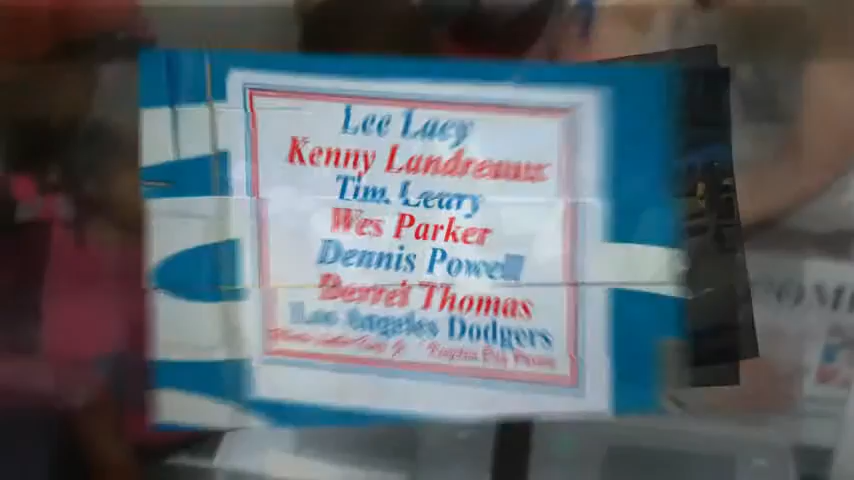 Lee Lacy
Kenny Landreaux
Tim Leary
Wes Parker
Dennis Powell
Derrel Thomas
Los Angeles Dodgers